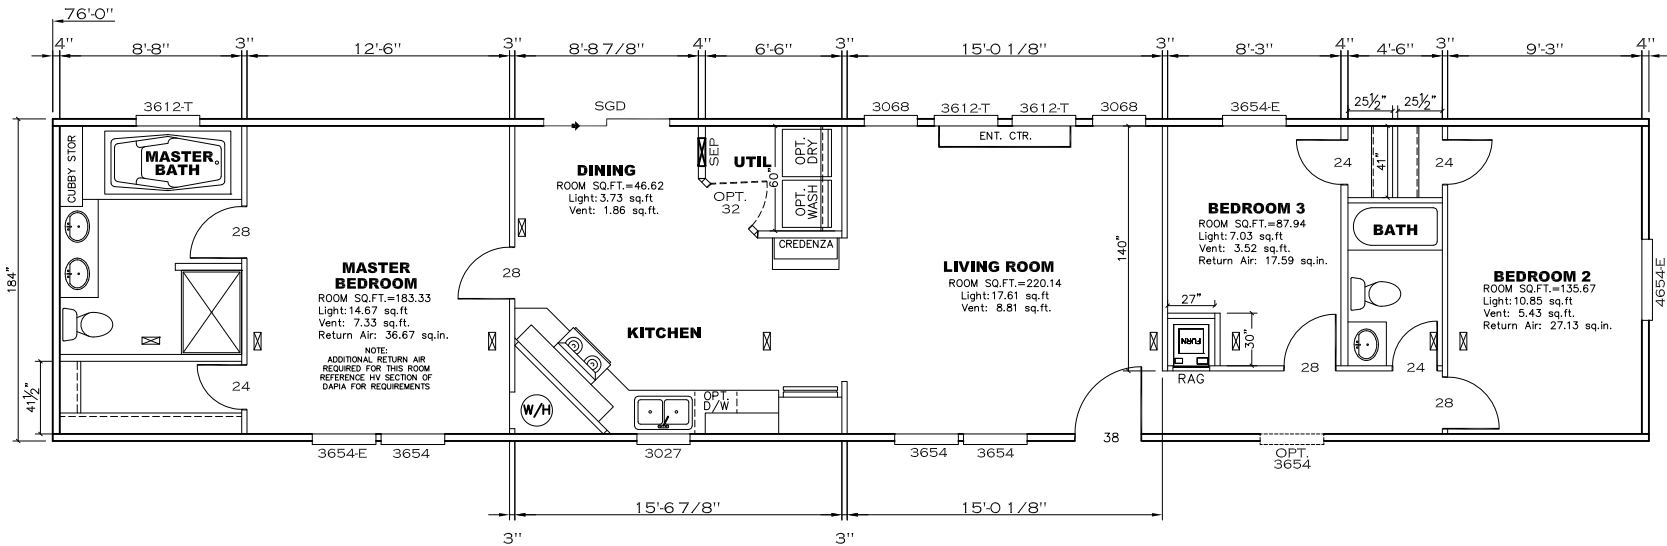 76'-0"
4" 8'-8" 3" 12'-6" 3" 8'-8 7/8" 4" 6'-6" 3" 15'-0 1/8" 3" 8'-3" 4" 4'-6" 3" 9'-3" 4"
3612-T
SGD
3068
3612-T
3612-T
3068
3654-E
25½"
25½"
ENT. CTR.
CUBBY STOR
MASTER
BATH
DINING
ROOM SQ.FT.=46.62
Light: 3.73 sq.ft
Vent: 1.86 sq.ft.
SEP
UTIL
60"
OPT.
DRY
OPT.
WASH
OPT.
32
CREDENZA
24
41"
24
184"
28
28
MASTER
BEDROOM
ROOM SQ.FT.=183.33
Light: 14.67 sq.ft
Vent: 7.33 sq.ft.
Return Air: 36.67 sq.in.
NOTE:
ADDITIONAL RETURN AIR
REQUIRED FOR THIS ROOM
REFERENCE HV SECTION OF
DAPIA FOR REQUIREMENTS
KITCHEN
LIVING ROOM
ROOM SQ.FT.=220.14
Light: 17.61 sq.ft
Vent: 8.81 sq.ft.
140"
BEDROOM 3
ROOM SQ.FT.=87.94
Light: 7.03 sq.ft
Vent: 3.52 sq.ft.
Return Air: 17.59 sq.in.
BATH
BEDROOM 2
ROOM SQ.FT.=135.67
Light: 10.85 sq.ft
Vent: 5.43 sq.ft.
Return Air: 27.13 sq.in.
4654-E
27"
FURN
30"
RAG
28
24
28
41½"
24
W/H
OPT.
D/W
38
3654-E
3654
3027
3654
3654
OPT.
3654
15'-6 7/8"
15'-0 1/8"
3"
3"